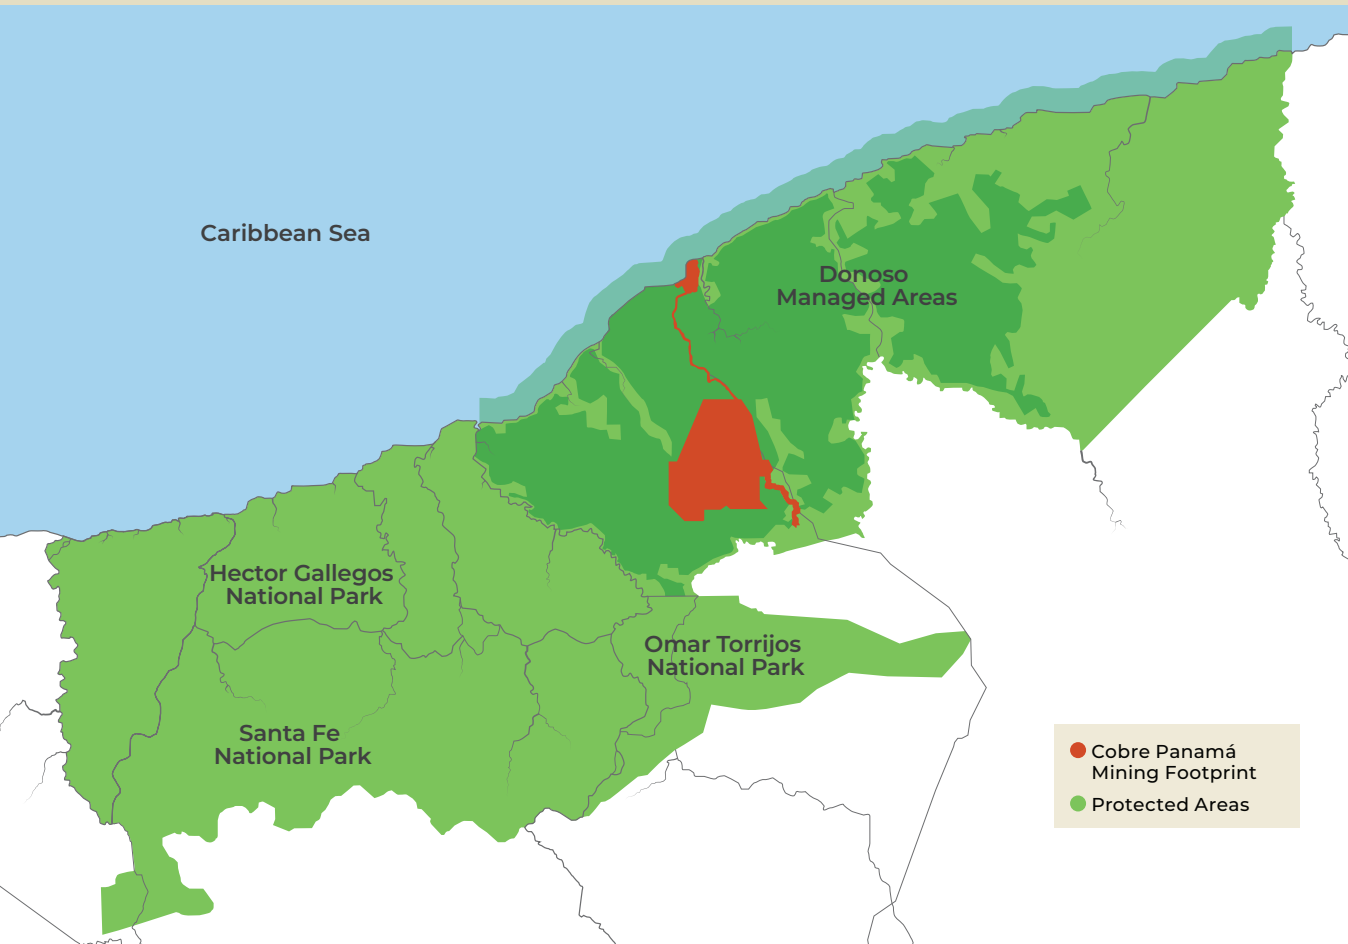 Caribbean Sea
Donoso
Managed Areas
Hector Gallegos
National Park
Omar Torrijos
National Park
Santa Fe
National Park
Cobre Panamá
Mining Footprint
Protected Areas